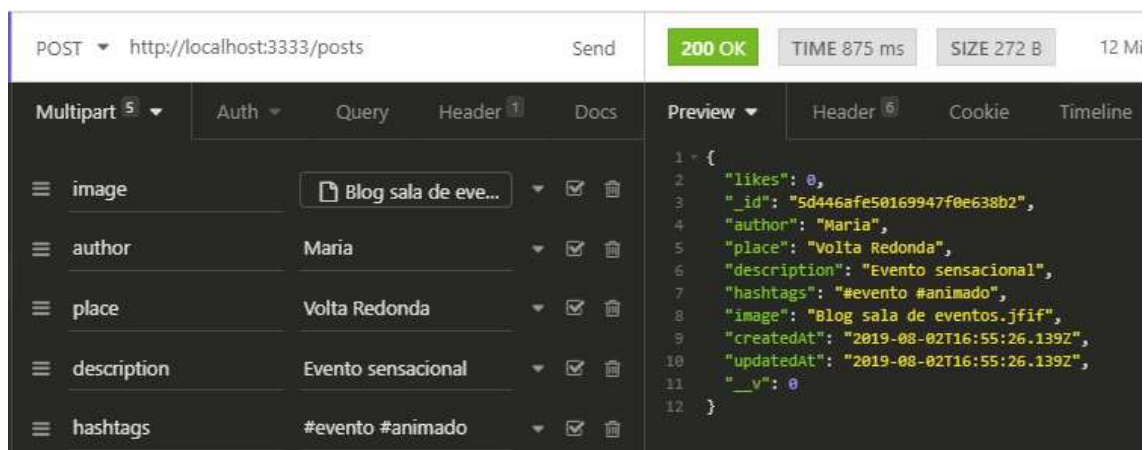 POST http://localhost:3333/posts Send
200 OK TIME 875 ms SIZE 272 B 12 Mi
Multipart 5 Auth Query Header 1 Docs
image Blog sala de eve...
author Maria
place Volta Redonda
description Evento sensacional
hashtags #evento #animado
Preview Header 6 Cookie Timeline
1 {
2 "likes": 0,
3 "_id": "5d446afe50169947f0e638b2",
4 "author": "Maria",
5 "place": "Volta Redonda",
6 "description": "Evento sensacional",
7 "hashtags": "#evento #animado",
8 "image": "Blog sala de eventos.jfif",
9 "createdAt": "2019-08-02T16:55:26.139Z",
10 "updatedAt": "2019-08-02T16:55:26.139Z",
11 "__v": 0
12 }